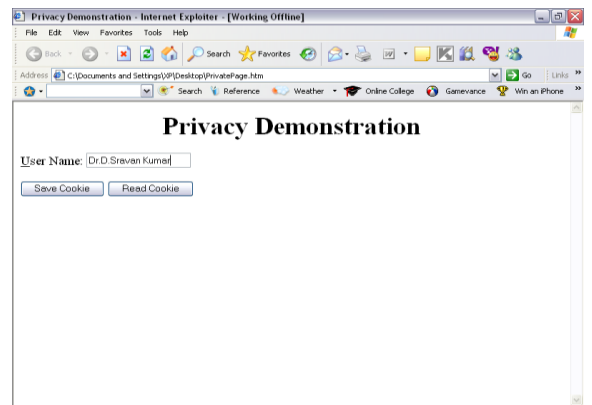 Privacy Demonstration - Internet Exploiter - [Working Offline]
File Edit View Favorites Tools Help
Back Search Favorites W
Address C:\Documents and Settings\XP\Desktop\PrivatePage.htm Go Links »
Search Reference Weather Online College Gamevance Win an iPhone »
Privacy Demonstration
User Name: Dr.D.Sravan Kumar
Save Cookie Read Cookie